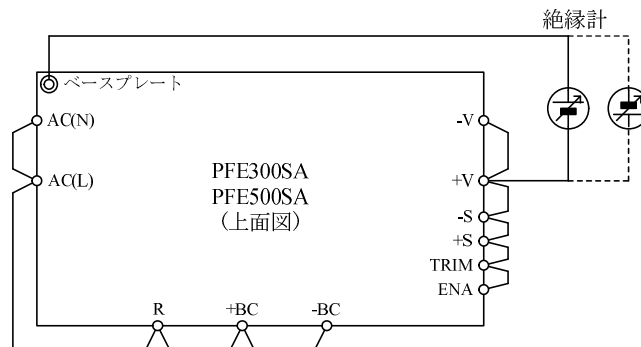 絶縁計
ベースプレート
AC(N)
-V
AC(L)
PFE300SA
+V
PFE500SA
(上面図)
-S
+S
TRIM
ENA
R
+BC
-BC